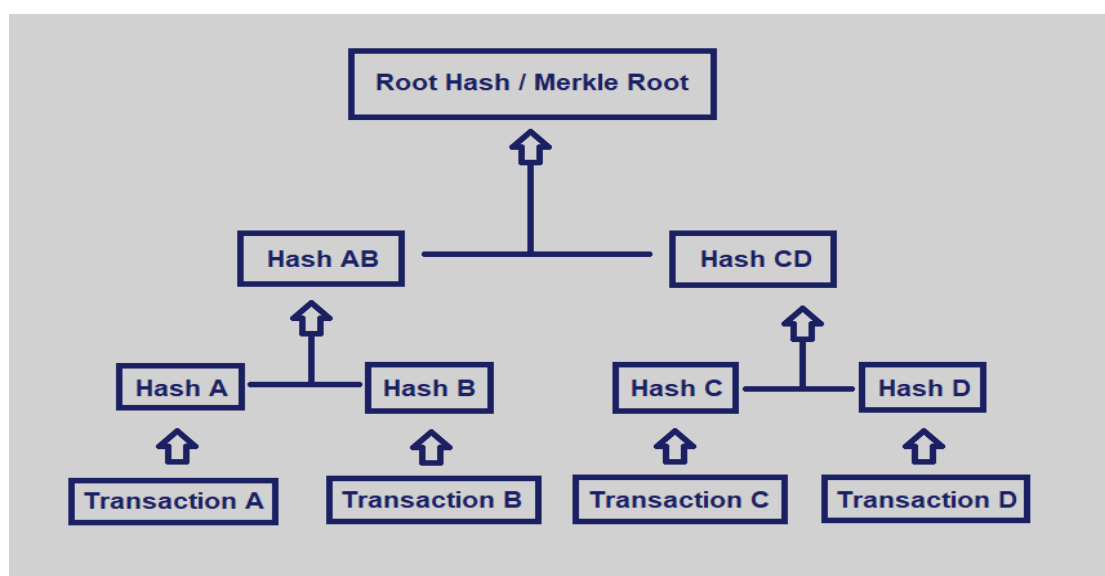 Root Hash / Merkle Root
Hash AB
Hash CD
Hash A
Hash B
Hash C
Hash D
Transaction A
Transaction B
Transaction C
Transaction D